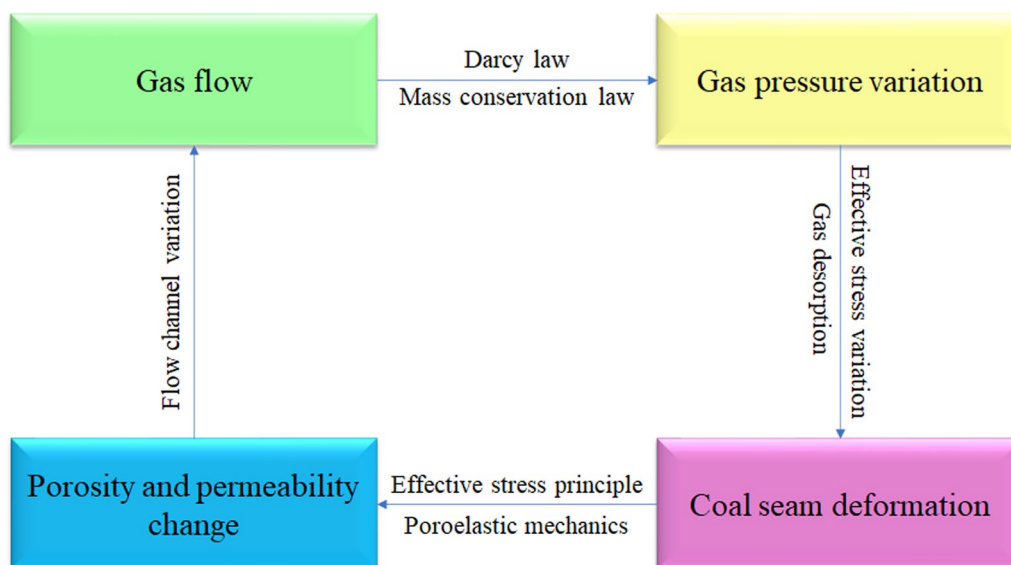 Gas flow
Darcy law
Mass conservation law
Gas pressure variation
Effective stress variation
Gas desorption
Coal seam deformation
Effective stress principle
Poroelastic mechanics
Porosity and permeability
change
Flow channel variation